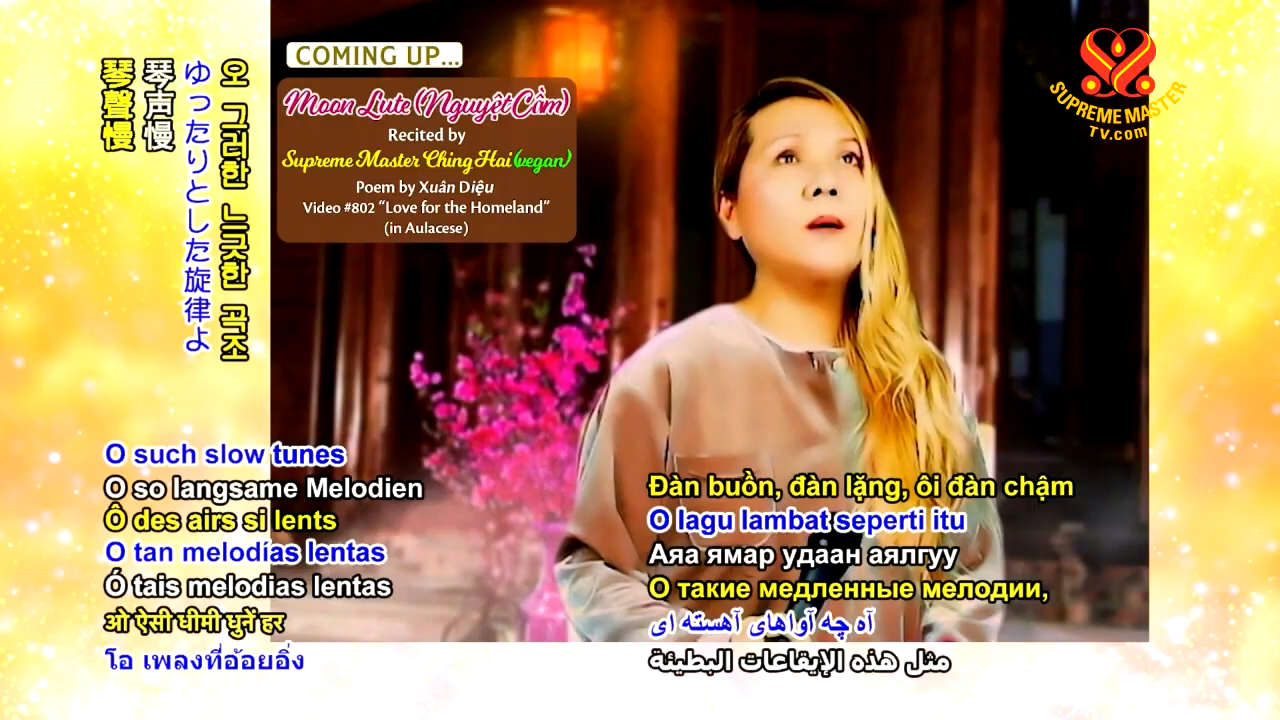 COMING UP...
Moon Lute (Nguyệt Cầm)
Recited by
Supreme Master Ching Hai (vegan)
Poem by Xuân Diệu
Video #802 "Love for the Homeland"
(in Aulacese)
SUPREME MASTER
TV.com
오 그러한 느긋한 곡조
ゆったりとした旋律よ
琴声慢
琴聲慢
O such slow tunes
O so langsame Melodien
Ô des airs si lents
O tan melodías lentas
Ó tais melodias lentas
ओ ऐसी धीमी धुनें हर
โอ เพลงที่อ้อยอิ่ง
Đàn buồn, đàn lặng, ôi đàn chậm
O lagu lambat seperti itu
Аяа ямар удаан аялгуу
О такие медленные мелодии,
آه چه آواهای آهسته ای
مثل هذه الإيقاعات البطيئة